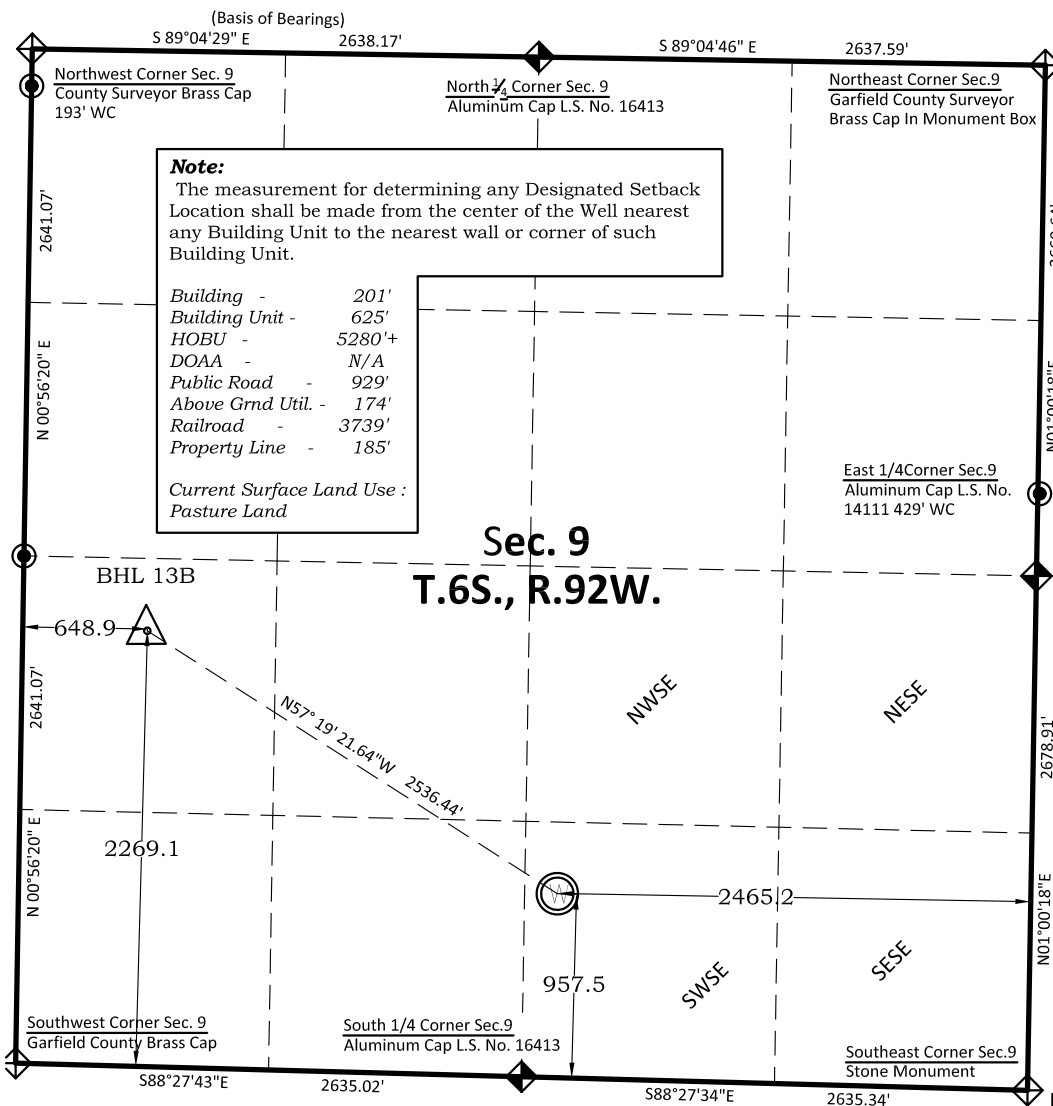 (Basis of Bearings)
S 89°04'29" E 2638.17' S 89°04'46" E 2637.59'
Northwest Corner Sec. 9
County Surveyor Brass Cap
193' WC
North 1/4 Corner Sec. 9
Aluminum Cap L.S. No. 16413
Northeast Corner Sec.9
Garfield County Surveyor
Brass Cap In Monument Box
2641.07'
Note:
The measurement for determining any Designated Setback
Location shall be made from the center of the Well nearest
any Building Unit to the nearest wall or corner of such
Building Unit.
Building - 201'
Building Unit - 625'
HOBU - 5280'+
DOAA - N/A
Public Road - 929'
Above Grnd Util. - 174'
Railroad - 3739'
Property Line - 185'
Current Surface Land Use :
Pasture Land
N 00°56'20" E
N01°00'18"E
East 1/4Corner Sec.9
Aluminum Cap L.S. No.
14111 429' WC
Sec. 9
T.6S., R.92W.
BHL 13B
648.9
2641.07'
N57°19'21.64"W 2536.44'
NWSE
NESE
2678.91'
2269.1
N 00°56'20" E
2465.2
N01°00'18"E
957.5
SWSE
SESE
Southwest Corner Sec. 9
Garfield County Brass Cap
South 1/4 Corner Sec.9
Aluminum Cap L.S. No. 16413
Southeast Corner Sec.9
Stone Monument
S88°27'43"E 2635.02' S88°27'34"E 2635.34'